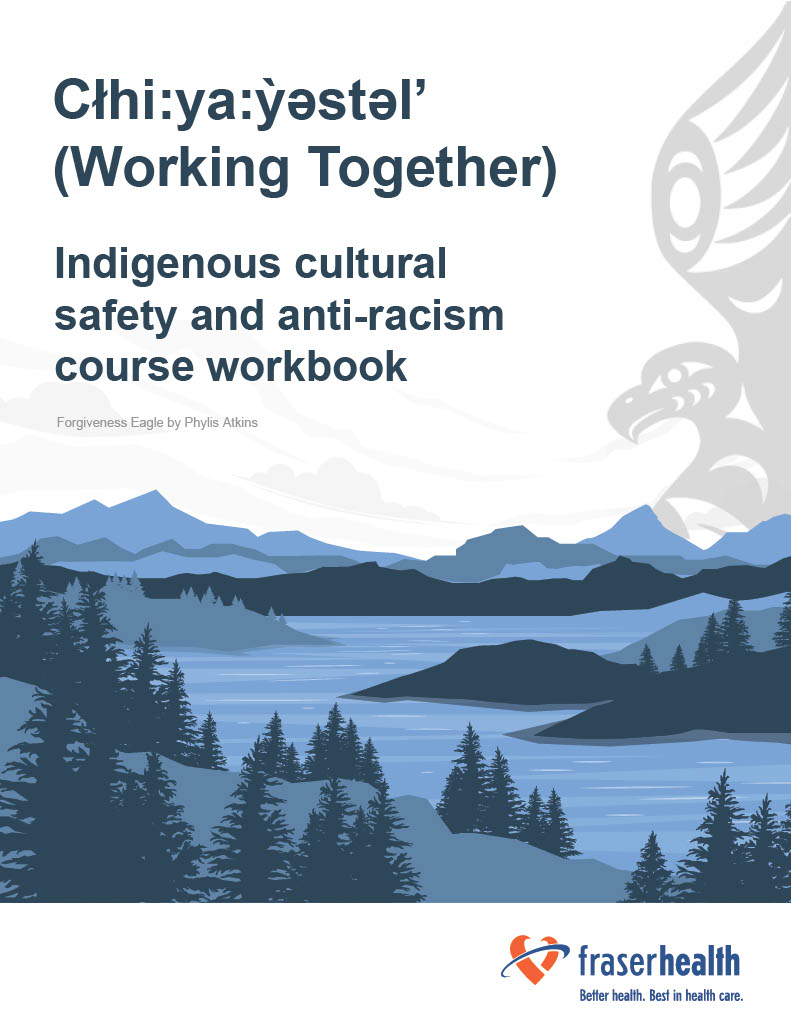 Cłhi:ya:ỳəstəl’
(Working Together)
Indigenous cultural
safety and anti-racism
course workbook
Forgiveness Eagle by Phylis Atkins
fraserhealth
Better health. Best in health care.